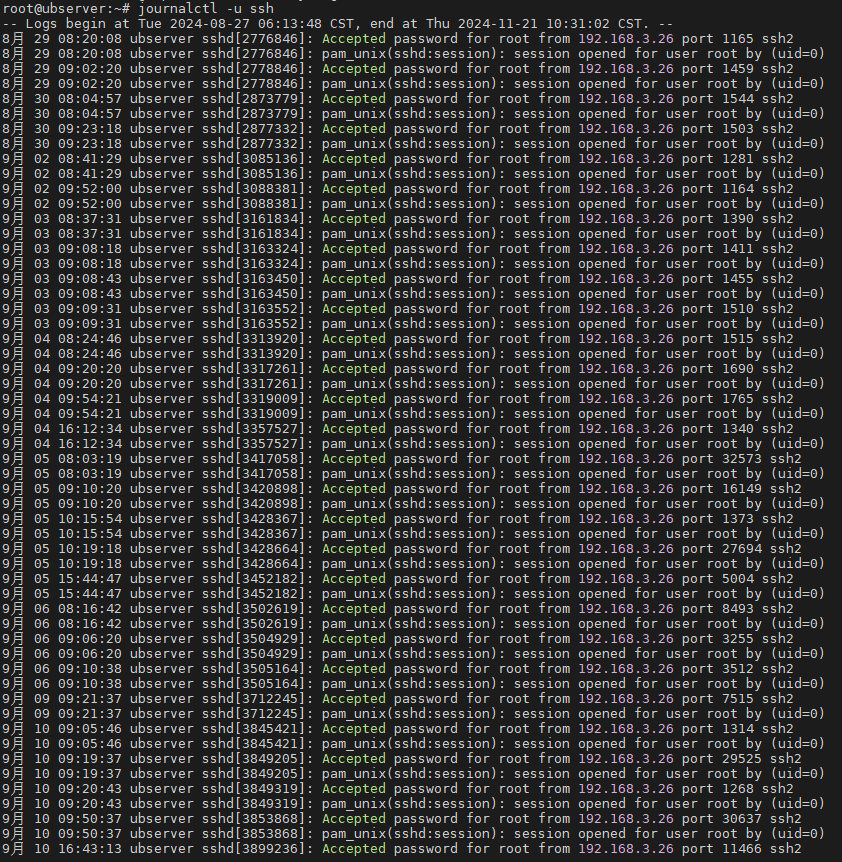 root@ubserver:~# journalctl -u ssh
-- Logs begin at Tue 2024-08-27 06:13:48 CST, end at Thu 2024-11-21 10:31:02 CST. --
8月 29 08:20:08 ubserver sshd[2776846]: Accepted password for root from 192.168.3.26 port 1165 ssh2
8月 29 08:20:08 ubserver sshd[2776846]: pam_unix(sshd:session): session opened for user root by (uid=0)
8月 29 09:02:20 ubserver sshd[2778846]: Accepted password for root from 192.168.3.26 port 1459 ssh2
8月 29 09:02:20 ubserver sshd[2778846]: pam_unix(sshd:session): session opened for user root by (uid=0)
8月 30 08:04:57 ubserver sshd[2873779]: Accepted password for root from 192.168.3.26 port 1544 ssh2
8月 30 08:04:57 ubserver sshd[2873779]: pam_unix(sshd:session): session opened for user root by (uid=0)
8月 30 09:23:18 ubserver sshd[2877332]: Accepted password for root from 192.168.3.26 port 1503 ssh2
8月 30 09:23:18 ubserver sshd[2877332]: pam_unix(sshd:session): session opened for user root by (uid=0)
9月 02 08:41:29 ubserver sshd[3085136]: Accepted password for root from 192.168.3.26 port 1281 ssh2
9月 02 08:41:29 ubserver sshd[3085136]: pam_unix(sshd:session): session opened for user root by (uid=0)
9月 02 09:52:00 ubserver sshd[3088381]: Accepted password for root from 192.168.3.26 port 1164 ssh2
9月 02 09:52:00 ubserver sshd[3088381]: pam_unix(sshd:session): session opened for user root by (uid=0)
9月 03 08:37:31 ubserver sshd[3161834]: Accepted password for root from 192.168.3.26 port 1390 ssh2
9月 03 08:37:31 ubserver sshd[3161834]: pam_unix(sshd:session): session opened for user root by (uid=0)
9月 03 09:08:18 ubserver sshd[3163324]: Accepted password for root from 192.168.3.26 port 1411 ssh2
9月 03 09:08:18 ubserver sshd[3163324]: pam_unix(sshd:session): session opened for user root by (uid=0)
9月 03 09:08:43 ubserver sshd[3163450]: Accepted password for root from 192.168.3.26 port 1455 ssh2
9月 03 09:08:43 ubserver sshd[3163450]: pam_unix(sshd:session): session opened for user root by (uid=0)
9月 03 09:09:31 ubserver sshd[3163552]: Accepted password for root from 192.168.3.26 port 1510 ssh2
9月 03 09:09:31 ubserver sshd[3163552]: pam_unix(sshd:session): session opened for user root by (uid=0)
9月 04 08:24:46 ubserver sshd[3313920]: Accepted password for root from 192.168.3.26 port 1515 ssh2
9月 04 08:24:46 ubserver sshd[3313920]: pam_unix(sshd:session): session opened for user root by (uid=0)
9月 04 09:20:20 ubserver sshd[3317261]: Accepted password for root from 192.168.3.26 port 1690 ssh2
9月 04 09:20:20 ubserver sshd[3317261]: pam_unix(sshd:session): session opened for user root by (uid=0)
9月 04 09:54:21 ubserver sshd[3319009]: Accepted password for root from 192.168.3.26 port 1765 ssh2
9月 04 09:54:21 ubserver sshd[3319009]: pam_unix(sshd:session): session opened for user root by (uid=0)
9月 04 16:12:34 ubserver sshd[3357527]: Accepted password for root from 192.168.3.26 port 1340 ssh2
9月 04 16:12:34 ubserver sshd[3357527]: pam_unix(sshd:session): session opened for user root by (uid=0)
9月 05 08:03:19 ubserver sshd[3417058]: Accepted password for root from 192.168.3.26 port 32573 ssh2
9月 05 08:03:19 ubserver sshd[3417058]: pam_unix(sshd:session): session opened for user root by (uid=0)
9月 05 09:10:20 ubserver sshd[3420898]: Accepted password for root from 192.168.3.26 port 16149 ssh2
9月 05 09:10:20 ubserver sshd[3420898]: pam_unix(sshd:session): session opened for user root by (uid=0)
9月 05 10:15:54 ubserver sshd[3428367]: Accepted password for root from 192.168.3.26 port 1373 ssh2
9月 05 10:15:54 ubserver sshd[3428367]: pam_unix(sshd:session): session opened for user root by (uid=0)
9月 05 10:19:18 ubserver sshd[3428664]: Accepted password for root from 192.168.3.26 port 27694 ssh2
9月 05 10:19:18 ubserver sshd[3428664]: pam_unix(sshd:session): session opened for user root by (uid=0)
9月 05 15:44:47 ubserver sshd[3452182]: Accepted password for root from 192.168.3.26 port 5004 ssh2
9月 05 15:44:47 ubserver sshd[3452182]: pam_unix(sshd:session): session opened for user root by (uid=0)
9月 06 08:16:42 ubserver sshd[3502619]: Accepted password for root from 192.168.3.26 port 8493 ssh2
9月 06 08:16:42 ubserver sshd[3502619]: pam_unix(sshd:session): session opened for user root by (uid=0)
9月 06 09:06:20 ubserver sshd[3504929]: Accepted password for root from 192.168.3.26 port 3255 ssh2
9月 06 09:06:20 ubserver sshd[3504929]: pam_unix(sshd:session): session opened for user root by (uid=0)
9月 06 09:10:38 ubserver sshd[3505164]: Accepted password for root from 192.168.3.26 port 3512 ssh2
9月 06 09:10:38 ubserver sshd[3505164]: pam_unix(sshd:session): session opened for user root by (uid=0)
9月 09 09:21:37 ubserver sshd[3712245]: Accepted password for root from 192.168.3.26 port 7515 ssh2
9月 09 09:21:37 ubserver sshd[3712245]: pam_unix(sshd:session): session opened for user root by (uid=0)
9月 10 09:05:46 ubserver sshd[3845421]: Accepted password for root from 192.168.3.26 port 1314 ssh2
9月 10 09:05:46 ubserver sshd[3845421]: pam_unix(sshd:session): session opened for user root by (uid=0)
9月 10 09:19:37 ubserver sshd[3849205]: Accepted password for root from 192.168.3.26 port 29525 ssh2
9月 10 09:19:37 ubserver sshd[3849205]: pam_unix(sshd:session): session opened for user root by (uid=0)
9月 10 09:20:43 ubserver sshd[3849319]: Accepted password for root from 192.168.3.26 port 1268 ssh2
9月 10 09:20:43 ubserver sshd[3849319]: pam_unix(sshd:session): session opened for user root by (uid=0)
9月 10 09:50:37 ubserver sshd[3853868]: Accepted password for root from 192.168.3.26 port 30637 ssh2
9月 10 09:50:37 ubserver sshd[3853868]: pam_unix(sshd:session): session opened for user root by (uid=0)
9月 10 16:43:13 ubserver sshd[3899236]: Accepted password for root from 192.168.3.26 port 11466 ssh2